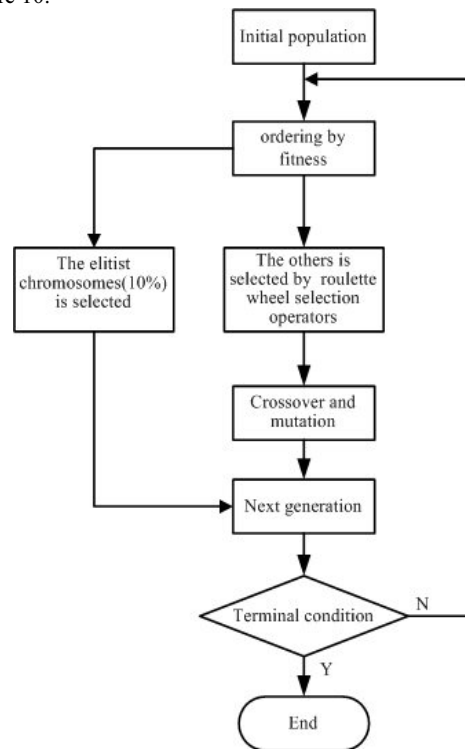 Initial population
ordering by
fitness
The elitist
chromosomes(10%)
is selected
The others is
selected by roulette
wheel selection
operators
Crossover and
mutation
Next generation
Terminal condition
N
Y
End